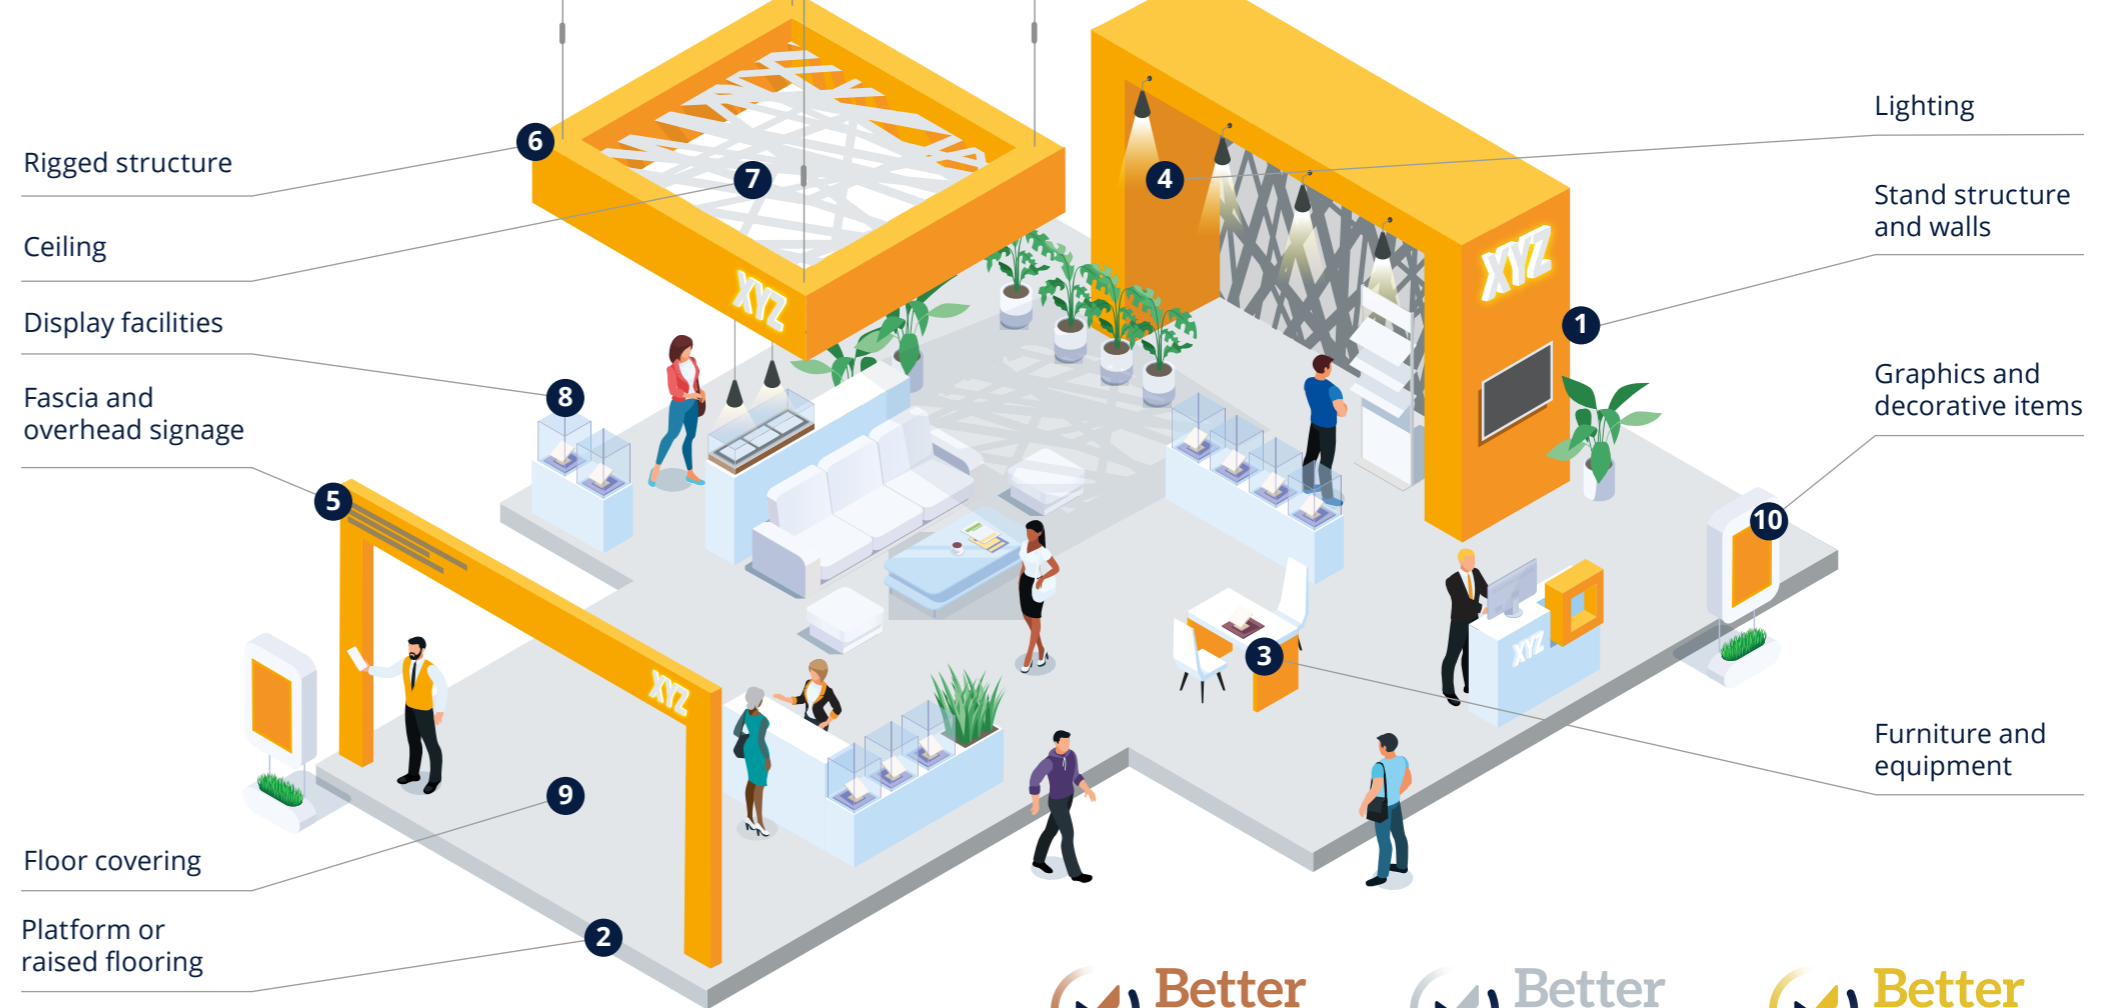 Rigged structure
6
Ceiling
7
Display facilities
8
Fascia and
overhead signage
5
Floor covering
9
Platform or
raised flooring
2
Lighting
4
Stand structure
and walls
1
Graphics and
decorative items
10
Furniture and
equipment
3
XYZ
XYZ
XYZ
XYZ
Better
Better
Better